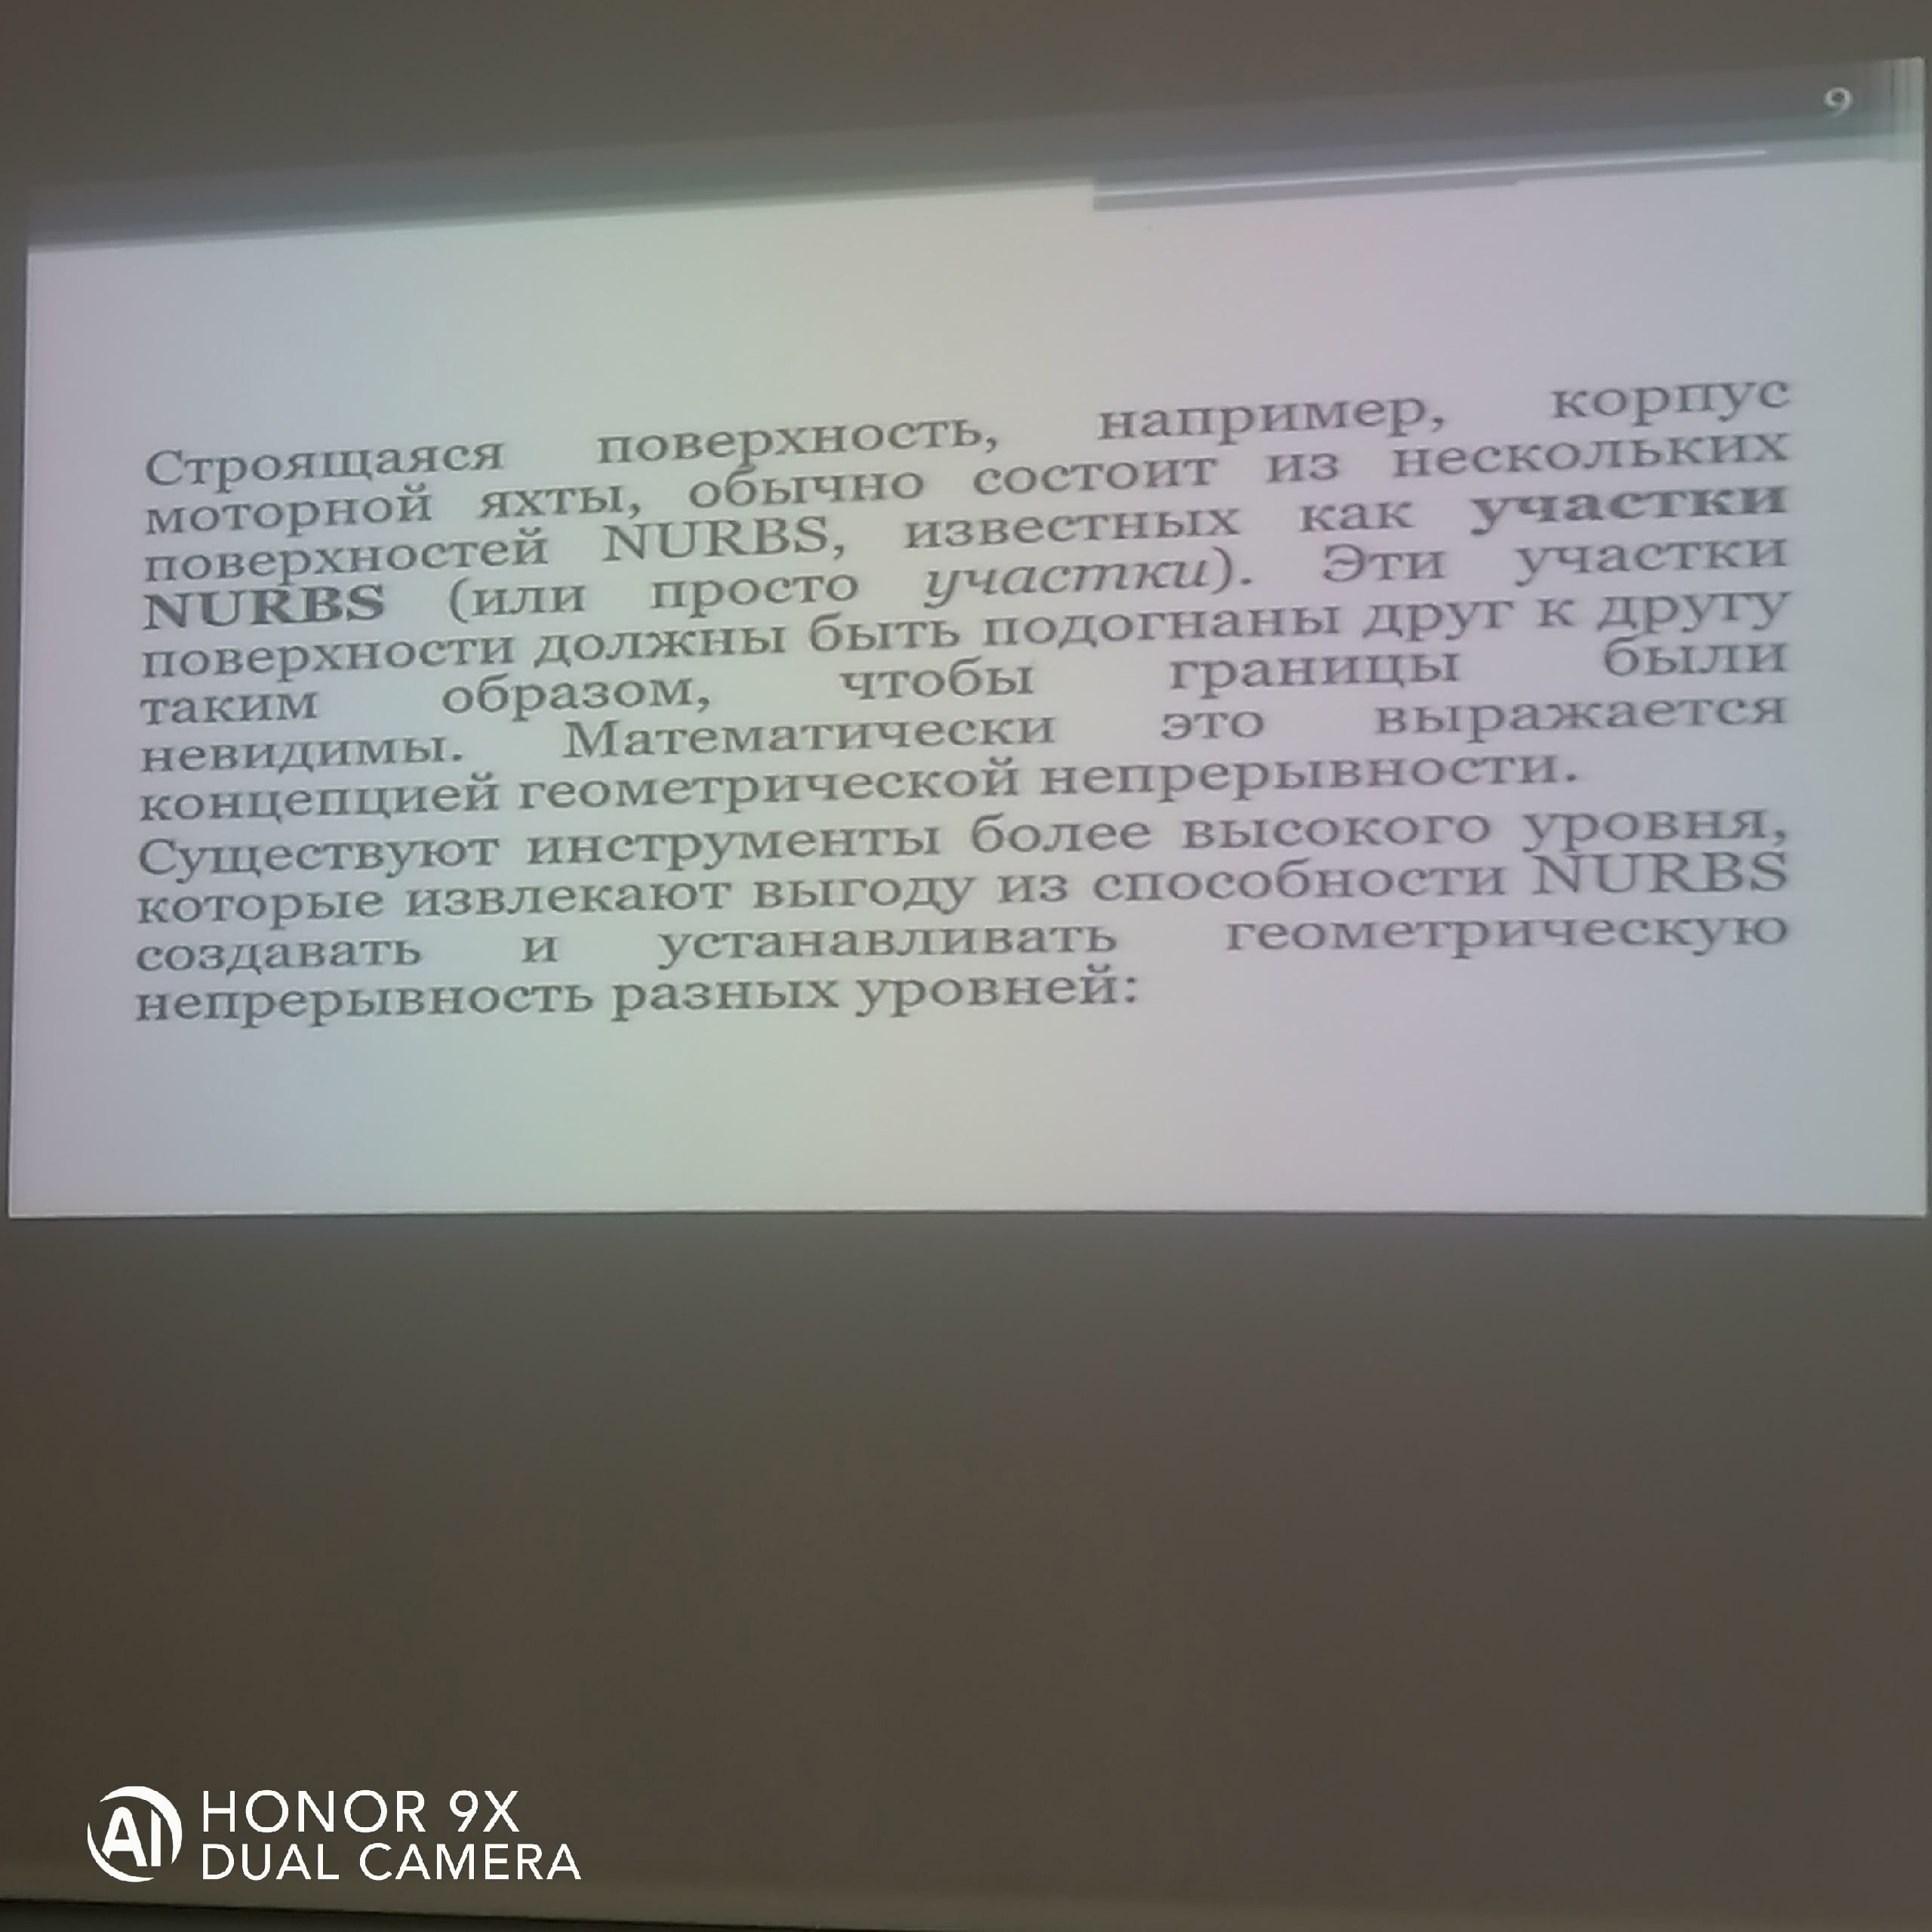 9
Строящаяся поверхность, например, корпус
моторной яхты, обычно состоит из нескольких
поверхностей NURBS, известных как участки
NURBS (или просто участки). Эти участки
поверхности должны быть подогнаны друг к другу
таким образом, чтобы границы были
невидимы. Математически это выражается
концепцией геометрической непрерывности.
Существуют инструменты более высокого уровня,
которые извлекают выгоду из способности NURBS
создавать и устанавливать геометрическую
непрерывность разных уровней:
AI HONOR 9X
DUAL CAMERA